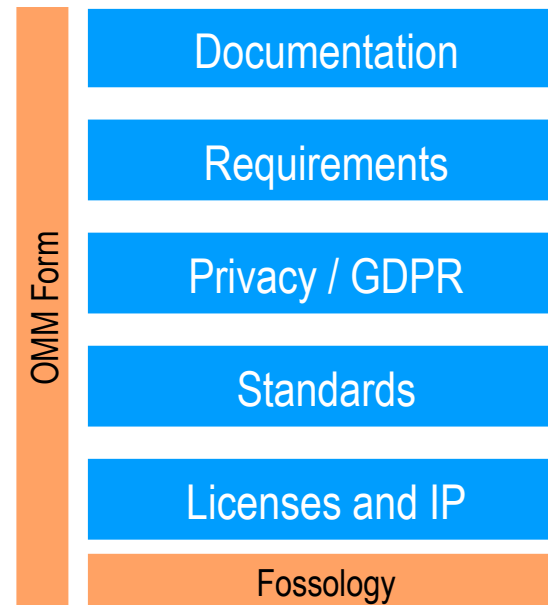 OMM Form
Documentation
Requirements
Privacy / GDPR
Standards
Licenses and IP
Fossology